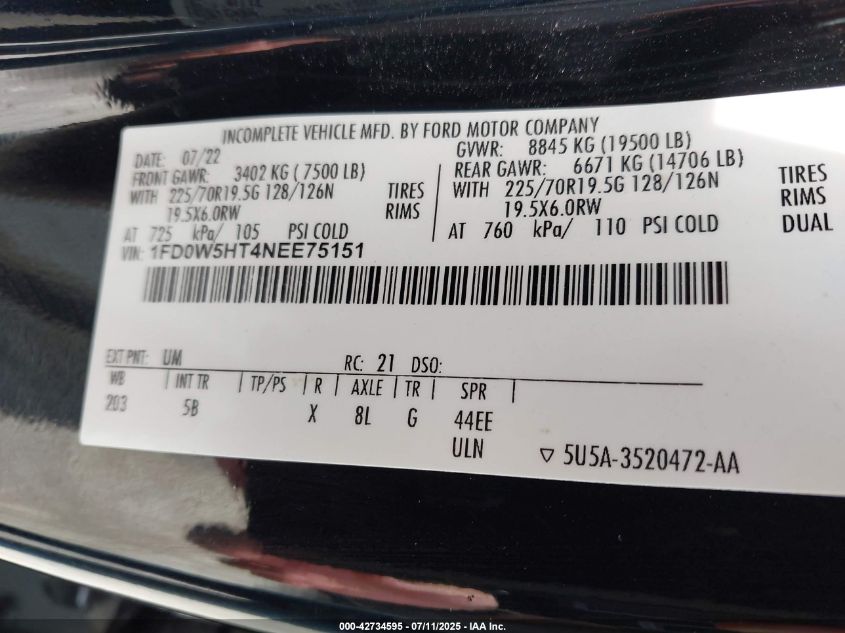 INCOMPLETE VEHICLE MFD. BY FORD MOTOR COMPANY
DATE: 07/22 GVWR: 8845 KG (19500 LB)
FRONT GAWR: 3402 KG (7500 LB) REAR GAWR: 6671 KG (14706 LB)
WITH 225/70R19.5G 128/126N TIRES WITH 225/70R19.5G 128/126N TIRES
19.5X6.0RW RIMS 19.5X6.0RW RIMS
AT 725 kPa/ 105 PSI COLD AT 760 kPa/ 110 PSI COLD DUAL
VIN: 1FD0W5HT4NEE75151
EXT PNT: UM RC: 21 DSO:
WB INT TR TP/PS R AXLE TR SPR
203 5B X 8L G 44EE
ULN 5U5A-3520472-AA
000-42734595 - 07/11/2025 - IAA Inc.